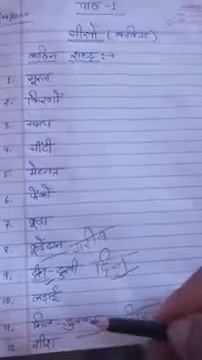 पाठ -1
सीखो (कविता)
कठिन शब्द :-
1. सूरज
2. किरणों
3. स्वच्छ
4. चींटी
5. मेहनत
6. फेंको
7. कूड़ा
8. कूड़ेदान
9.
10. लड़ाई
11. मिल-जुलकर
12.